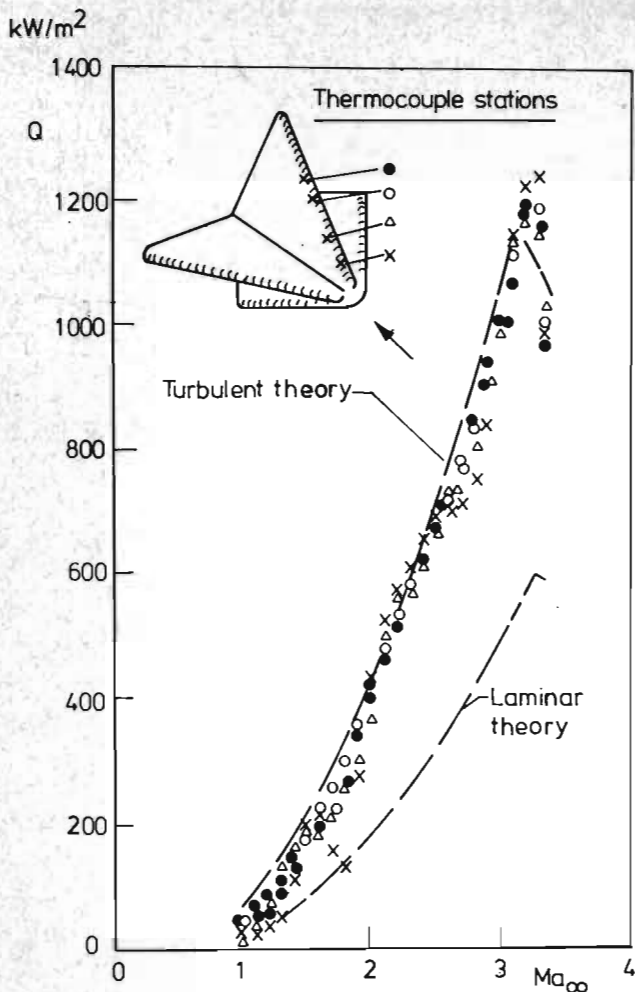 kW/m²
1400
Q
Thermocouple stations
1200
1000
Turbulent theory
800
600
400
Laminar
theory
200
0
0
1
2
3
4
Ma∞